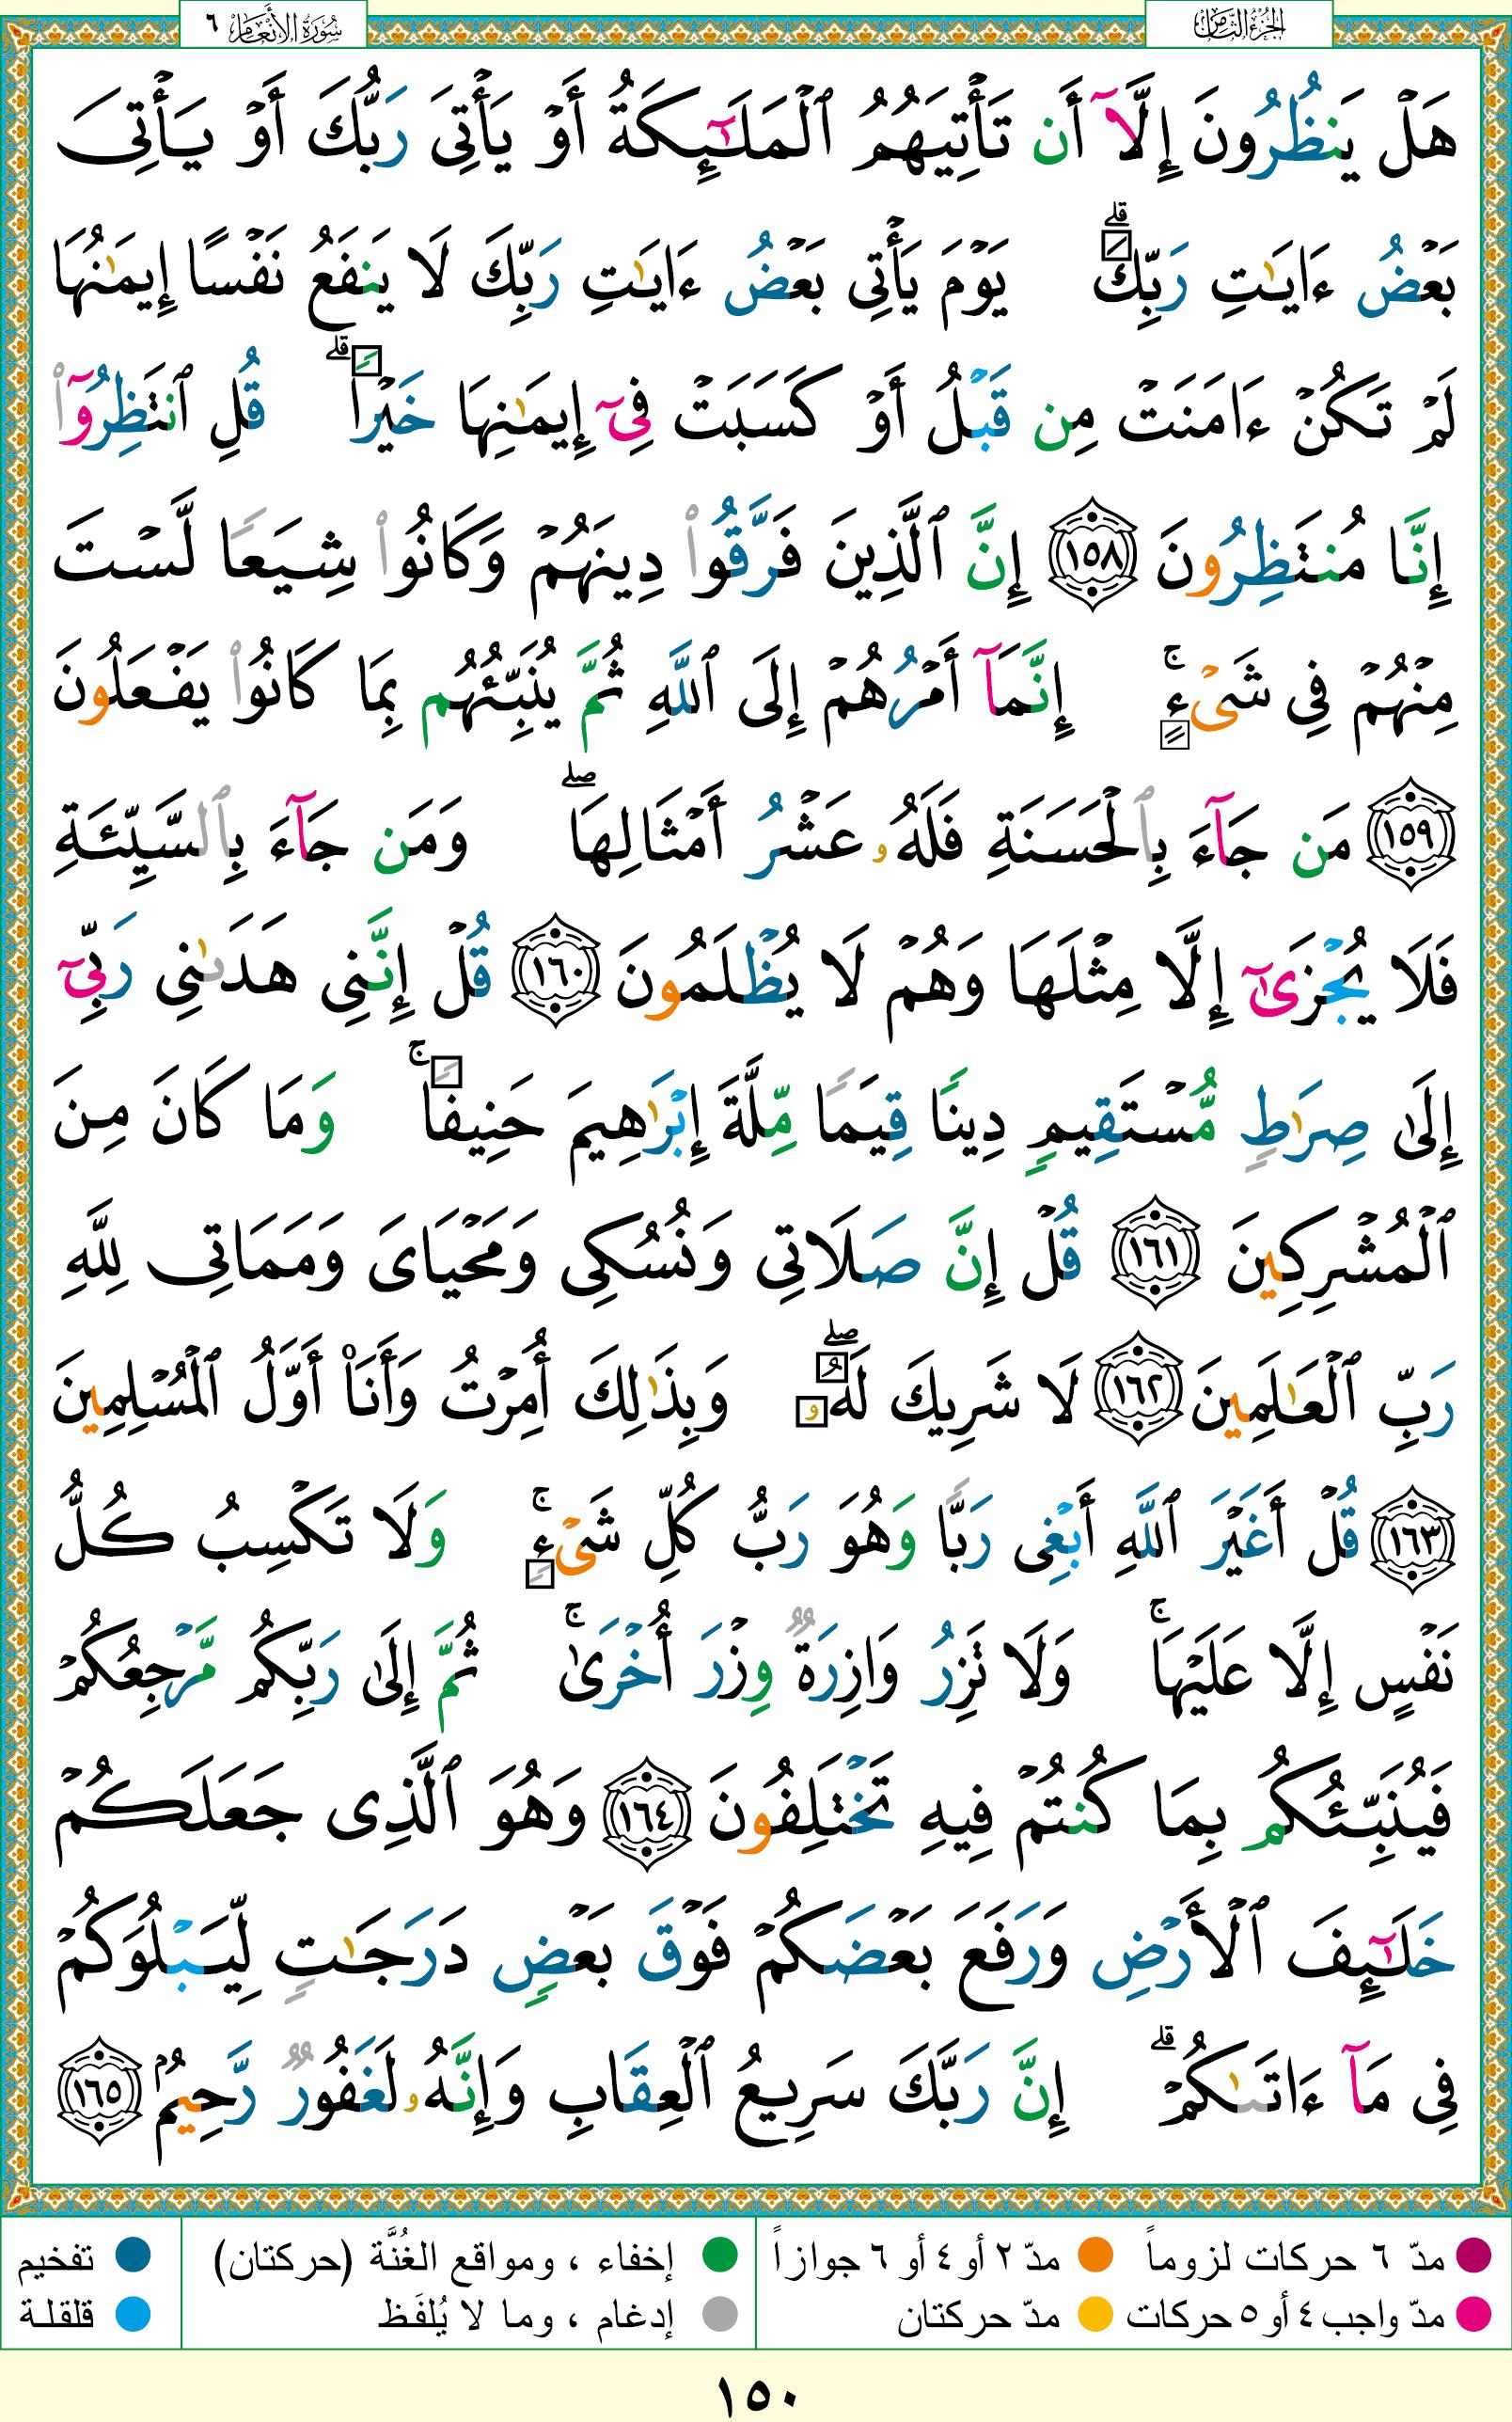 الجزء الثامن
سورة الأنعام ٦
هَلۡ يَنظُرُونَ إِلَّآ أَن تَأۡتِيَهُمُ ٱلۡمَلَٰٓئِكَةُ أَوۡ يَأۡتِىَ رَبُّكَ أَوۡ يَأۡتِىَ
بَعۡضُ ءَايَٰتِ رَبِّكَۗ يَوۡمَ يَأۡتِى بَعۡضُ ءَايَٰتِ رَبِّكَ لَا يَنفَعُ نَفۡسًا إِيمَٰنُهَا
لَمۡ تَكُنۡ ءَامَنَتۡ مِن قَبۡلُ أَوۡ كَسَبَتۡ فِىٓ إِيمَٰنِهَا خَيۡرًاۗ قُلِ ٱنتَظِرُوٓاْ
إِنَّا مُنتَظِرُونَ ١٥٨ إِنَّ ٱلَّذِينَ فَرَّقُواْ دِينَهُمۡ وَكَانُواْ شِيَعًا لَّسۡتَ
مِنۡهُمۡ فِى شَىۡءٍۚ إِنَّمَآ أَمۡرُهُمۡ إِلَى ٱللَّهِ ثُمَّ يُنَبِّئُهُم بِمَا كَانُواْ يَفۡعَلُونَ
١٥٩ مَن جَآءَ بِٱلۡحَسَنَةِ فَلَهُۥ عَشۡرُ أَمۡثَالِهَاۖ وَمَن جَآءَ بِٱلسَّيِّئَةِ
فَلَا يُجۡزَىٰٓ إِلَّا مِثۡلَهَا وَهُمۡ لَا يُظۡلَمُونَ ١٦٠ قُلۡ إِنَّنِى هَدَىٰنِى رَبِّىٓ
إِلَىٰ صِرَٰطٍ مُّسۡتَقِيمٍ دِينًا قِيَمًا مِّلَّةَ إِبۡرَٰهِيمَ حَنِيفًاۚ وَمَا كَانَ مِنَ
ٱلۡمُشۡرِكِينَ ١٦١ قُلۡ إِنَّ صَلَاتِى وَنُسُكِى وَمَحۡيَاىَ وَمَمَاتِى لِلَّهِ
رَبِّ ٱلۡعَٰلَمِينَ ١٦٢ لَا شَرِيكَ لَهُۥۖ وَبِذَٰلِكَ أُمِرۡتُ وَأَنَا۠ أَوَّلُ ٱلۡمُسۡلِمِينَ
١٦٣ قُلۡ أَغَيۡرَ ٱللَّهِ أَبۡغِى رَبًّا وَهُوَ رَبُّ كُلِّ شَىۡءٍۚ وَلَا تَكۡسِبُ كُلُّ
نَفۡسٍ إِلَّا عَلَيۡهَاۚ وَلَا تَزِرُ وَازِرَةٌ وِزۡرَ أُخۡرَىٰۚ ثُمَّ إِلَىٰ رَبِّكُم مَّرۡجِعُكُمۡ
فَيُنَبِّئُكُم بِمَا كُنتُمۡ فِيهِ تَخۡتَلِفُونَ ١٦٤ وَهُوَ ٱلَّذِى جَعَلَكُمۡ
خَلَٰٓئِفَ ٱلۡأَرۡضِ وَرَفَعَ بَعۡضَكُمۡ فَوۡقَ بَعۡضٍ دَرَجَٰتٍ لِّيَبۡلُوَكُمۡ
فِى مَآ ءَاتَىٰكُمۡۗ إِنَّ رَبَّكَ سَرِيعُ ٱلۡعِقَابِ وَإِنَّهُۥ لَغَفُورٌ رَّحِيمٌۢ ١٦٥
مدّ ٦ حركات لزوماً مدّ ٢ أو ٤ أو ٦ جوازاً إخفاء ، ومواقع الغُنَّة (حركتان) تفخيم
مدّ واجب ٤ أو ٥ حركات مدّ حركتان إدغام ، وما لا يُلفَظ قلقلة
١٥٠